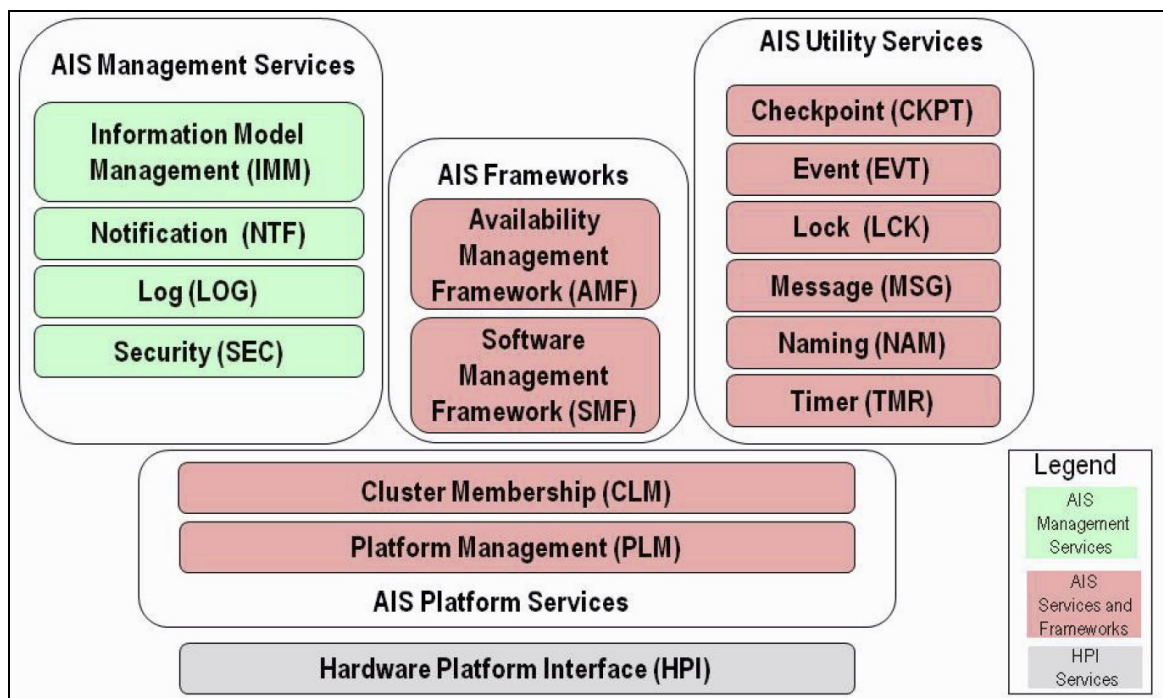 AIS Management Services
Information Model
Management (IMM)
Notification (NTF)
Log (LOG)
Security (SEC)
AIS Frameworks
Availability
Management
Framework (AMF)
Software
Management
Framework (SMF)
AIS Utility Services
Checkpoint (CKPT)
Event (EVT)
Lock (LCK)
Message (MSG)
Naming (NAM)
Timer (TMR)
Cluster Membership (CLM)
Platform Management (PLM)
AIS Platform Services
Hardware Platform Interface (HPI)
Legend
AIS
Management
Services
AIS
Services and
Frameworks
HPI
Services